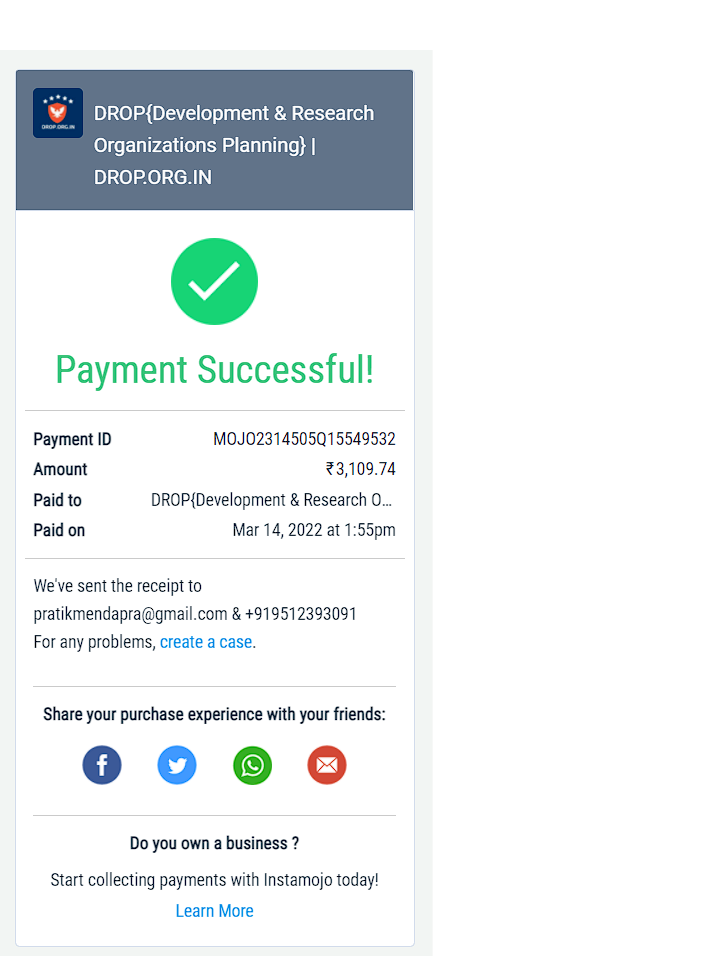 DROP.ORG.IN
DROP{Development & Research
Organizations Planning} |
DROP.ORG.IN
Payment Successful!
Payment ID MOJO2314505Q15549532
Amount ₹3,109.74
Paid to DROP{Development & Research O...
Paid on Mar 14, 2022 at 1:55pm
We've sent the receipt to
pratikmendapra@gmail.com & +919512393091
For any problems, create a case.
Share your purchase experience with your friends:
Do you own a business ?
Start collecting payments with Instamojo today!
Learn More